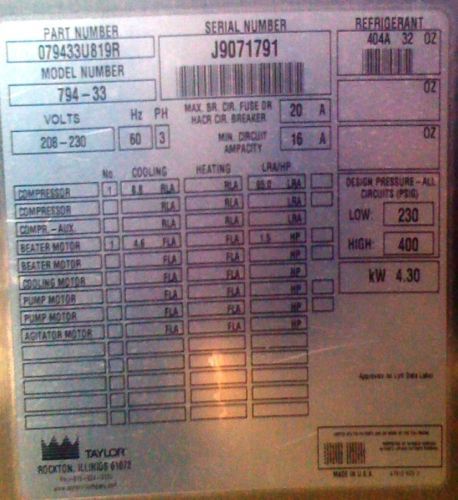 PART NUMBER
079433U819R
SERIAL NUMBER
J9071791
REFRIGERANT
404A 32 OZ
OZ
OZ
MODEL NUMBER
794-33
VOLTS Hz PH
208-230 60 3
MAX. BR. CIR. FUSE OR
HACR CIR. BREAKER 20 A
MIN. CIRCUIT
AMPACITY 16 A
No. COOLING HEATING LRA/HP
COMPRESSOR 1 RLA RLA LRA
COMPRESSOR RLA RLA LRA
COMPR. - AUX. RLA RLA LRA
BEATER MOTOR 1 4.6 FLA FLA 1.5 HP
BEATER MOTOR FLA FLA HP
COOLING MOTOR FLA FLA HP
PUMP MOTOR FLA FLA HP
PUMP MOTOR FLA FLA HP
AGITATOR MOTOR FLA FLA HP
DESIGN PRESSURE - ALL
CIRCUITS (PSIG)
LOW: 230
HIGH: 400
kW 4.30
TAYLOR
ROCKTON, ILLINOIS 61072
MADE IN U.S.A.